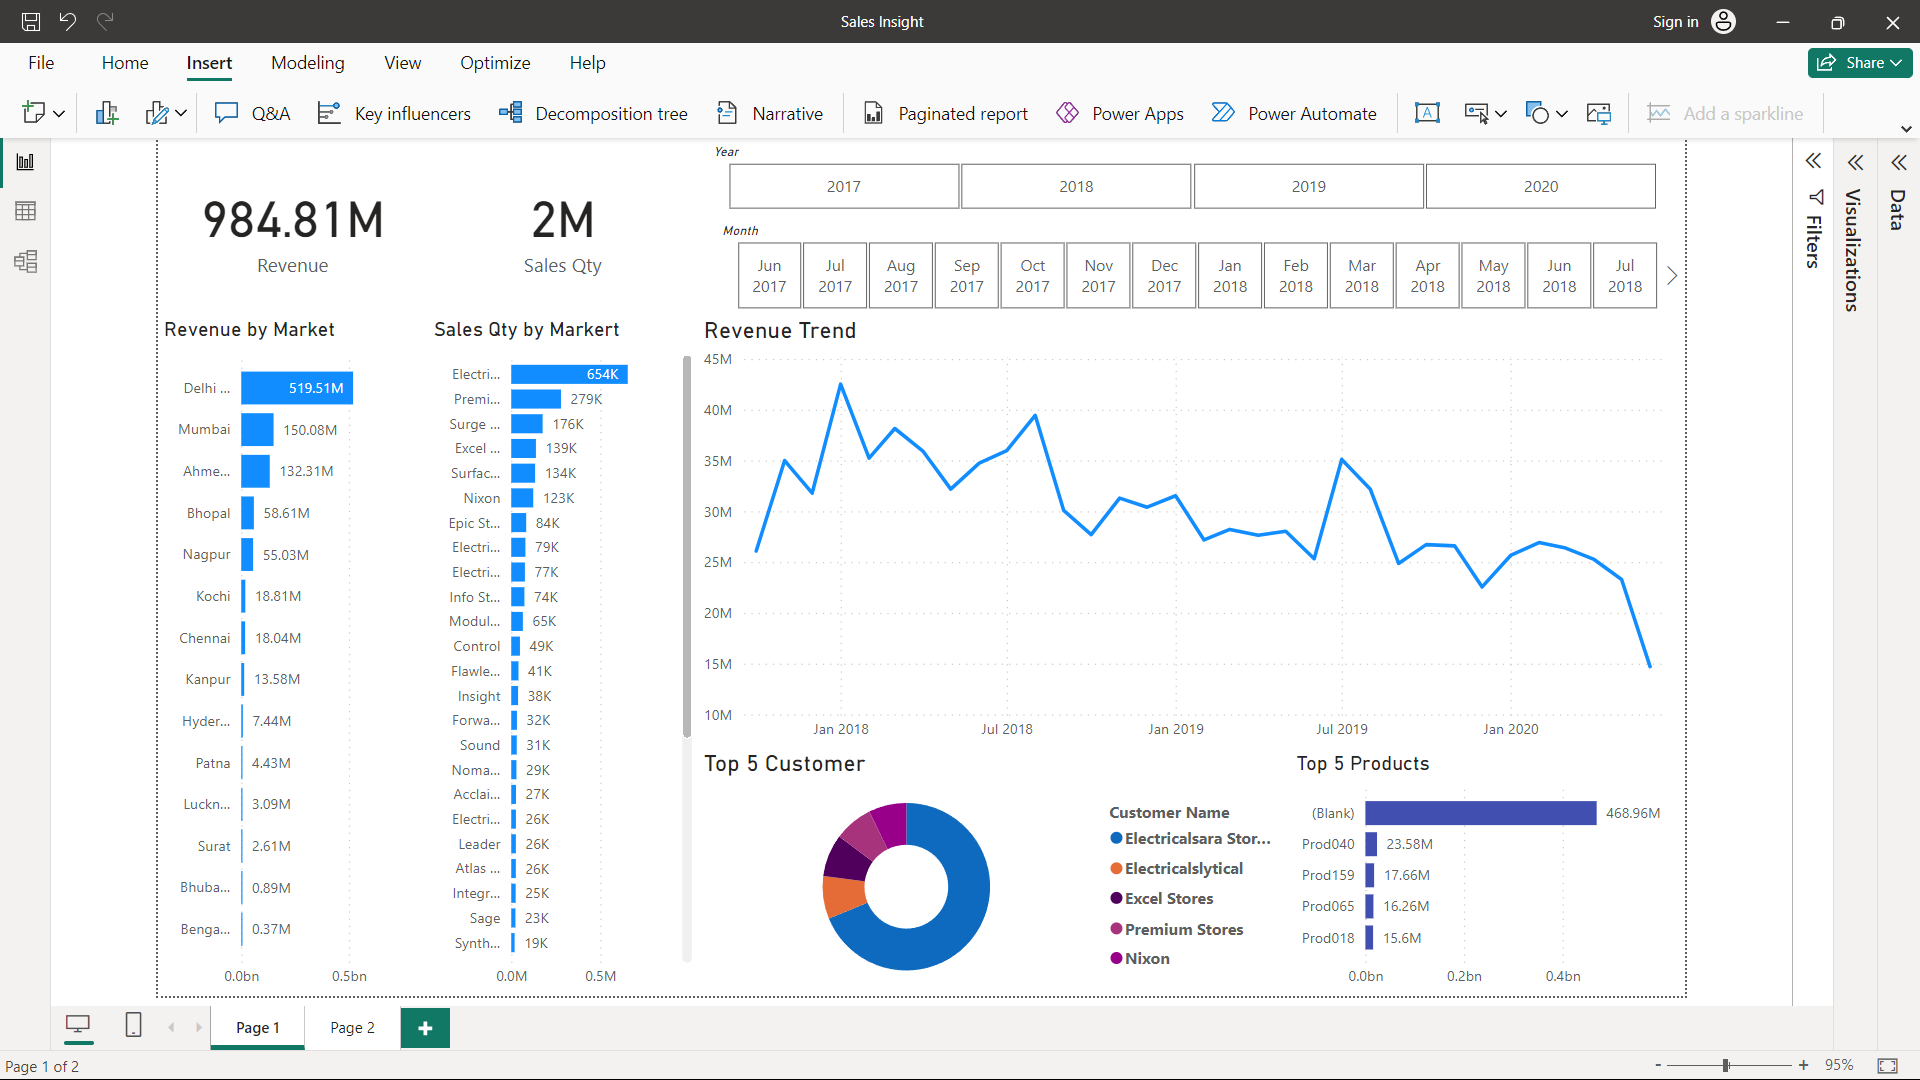 Sales Insight
Sign in
File Home Insert Modeling View Optimize Help
Share
Q&A Key influencers Decomposition tree Narrative Paginated report Power Apps Power Automate Add a sparkline
984.81M
Revenue
2M
Sales Qty
Year
2017 2018 2019 2020
Month
Jun 2017
Jul 2017
Aug 2017
Sep 2017
Oct 2017
Nov 2017
Dec 2017
Jan 2018
Feb 2018
Mar 2018
Apr 2018
May 2018
Jun 2018
Jul 2018
Filters
Visualizations
Data
Revenue by Market
Delhi ... 519.51M
Mumbai 150.08M
Ahme... 132.31M
Bhopal 58.61M
Nagpur 55.03M
Kochi 18.81M
Chennai 18.04M
Kanpur 13.58M
Hyder... 7.44M
Patna 4.43M
Luckn... 3.09M
Surat 2.61M
Bhuba... 0.89M
Benga... 0.37M
0.0bn 0.5bn
Sales Qty by Markert
Electri... 654K
Premi... 279K
Surge ... 176K
Excel ... 139K
Surfac... 134K
Nixon 123K
Epic St... 84K
Electri... 79K
Electri... 77K
Info St... 74K
Modul... 65K
Control 49K
Flawle... 41K
Insight 38K
Forwa... 32K
Sound 31K
Noma... 29K
Acclai... 27K
Electri... 26K
Leader 26K
Atlas ... 26K
Integr... 25K
Sage 23K
Synth... 19K
0.0M 0.5M
Revenue Trend
45M
40M
35M
30M
25M
20M
15M
10M
Jan 2018 Jul 2018 Jan 2019 Jul 2019 Jan 2020
Top 5 Customer
Customer Name
Electricalsara Stor...
Electricalslytical
Excel Stores
Premium Stores
Nixon
Top 5 Products
(Blank) 468.96M
Prod040 23.58M
Prod159 17.66M
Prod065 16.26M
Prod018 15.6M
0.0bn 0.2bn 0.4bn
Page 1 Page 2 +
Page 1 of 2
- + 95%